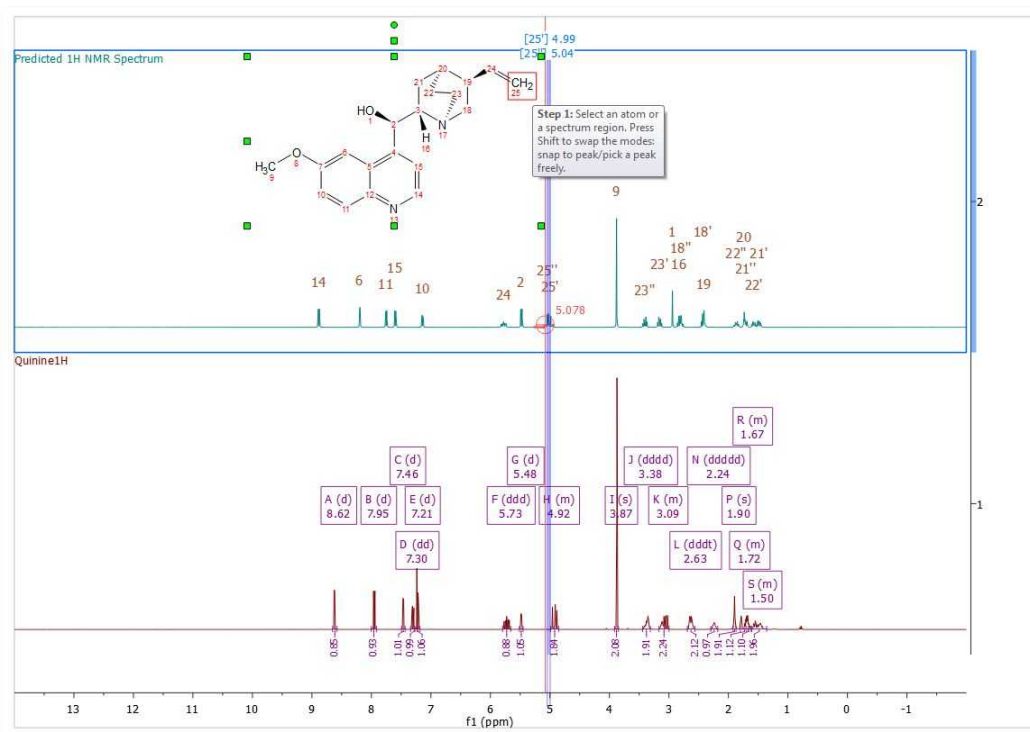 [25'] 4.99
[25''] 5.04
Predicted 1H NMR Spectrum
20
24
21
19
CH2
25
22
23
3
18
HO
1
2
N
17
H
16
4
O
8
H3C
9
7
6
5
15
10
12
14
11
N
13
Step 1: Select an atom or
a spectrum region. Press
Shift to swap the modes:
snap to peak/pick a peak
freely.
9
2
1 18' 20
18'' 22'' 21'
14 6 15 25'' 23' 16 21''
11 10 24 2 25' 23'' 19 22'
5.078
Quinine1H
R (m)
1.67
C (d) G (d) J (dddd) N (ddddd)
7.46 5.48 3.38 2.24
A (d) B (d) E (d) F (ddd) H (m) I (s) K (m) P (s)
8.62 7.95 7.21 5.73 4.92 3.87 3.09 1.90
D (dd) L (dddt) Q (m)
7.30 2.63 1.72
S (m)
1.50
1
0.85 0.93 1.01 0.99 1.06 0.88 1.05 1.84 2.08 1.91 2.24 2.12 0.97 1.91 1.12 1.10 1.96
13 12 11 10 9 8 7 6 5 4 3 2 1 0 -1
f1 (ppm)